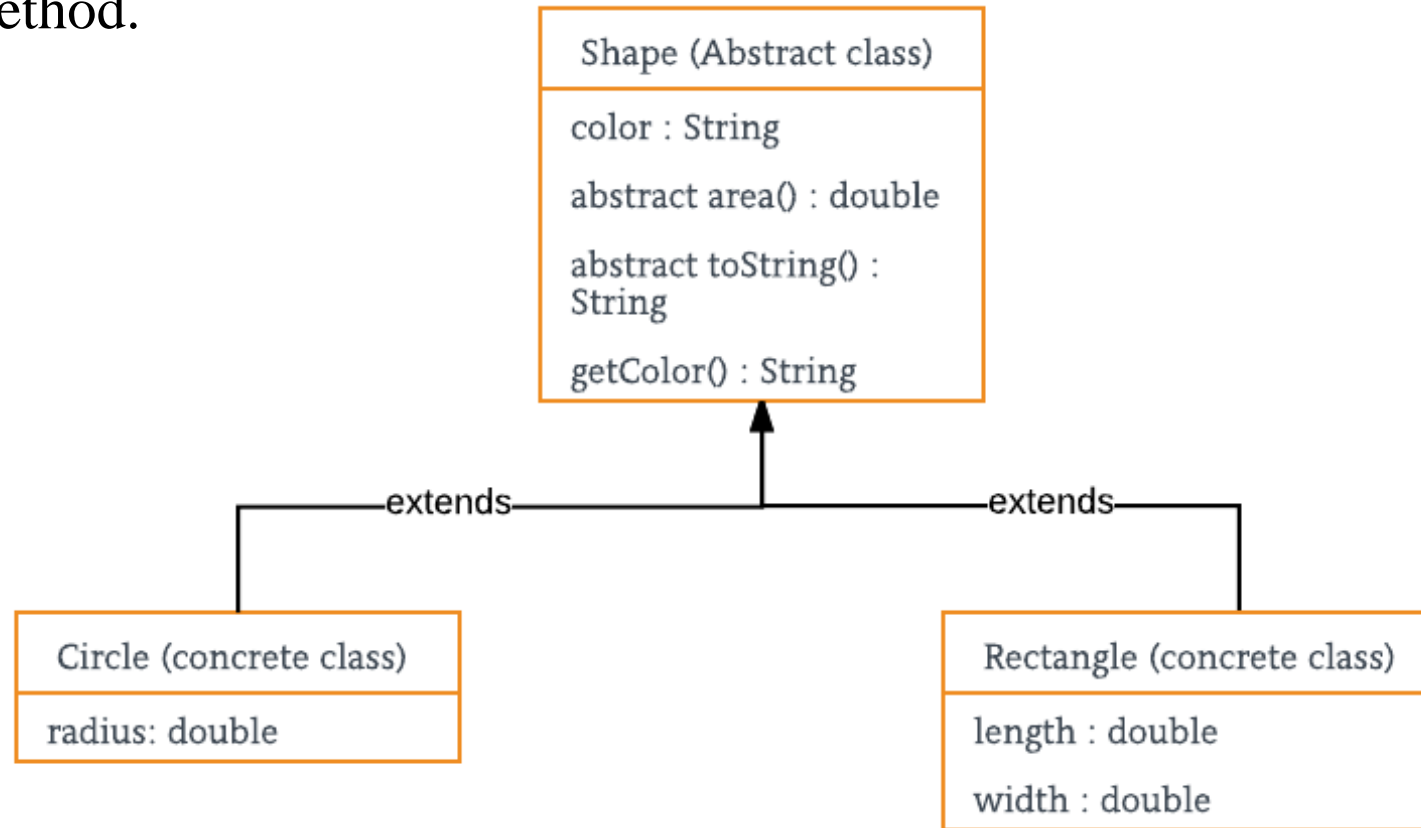 ethod.
Shape (Abstract class)
color : String
abstract area() : double
abstract toString() :
String
getColor() : String
extends
extends
Circle (concrete class)
Rectangle (concrete class)
radius: double
length : double
width : double